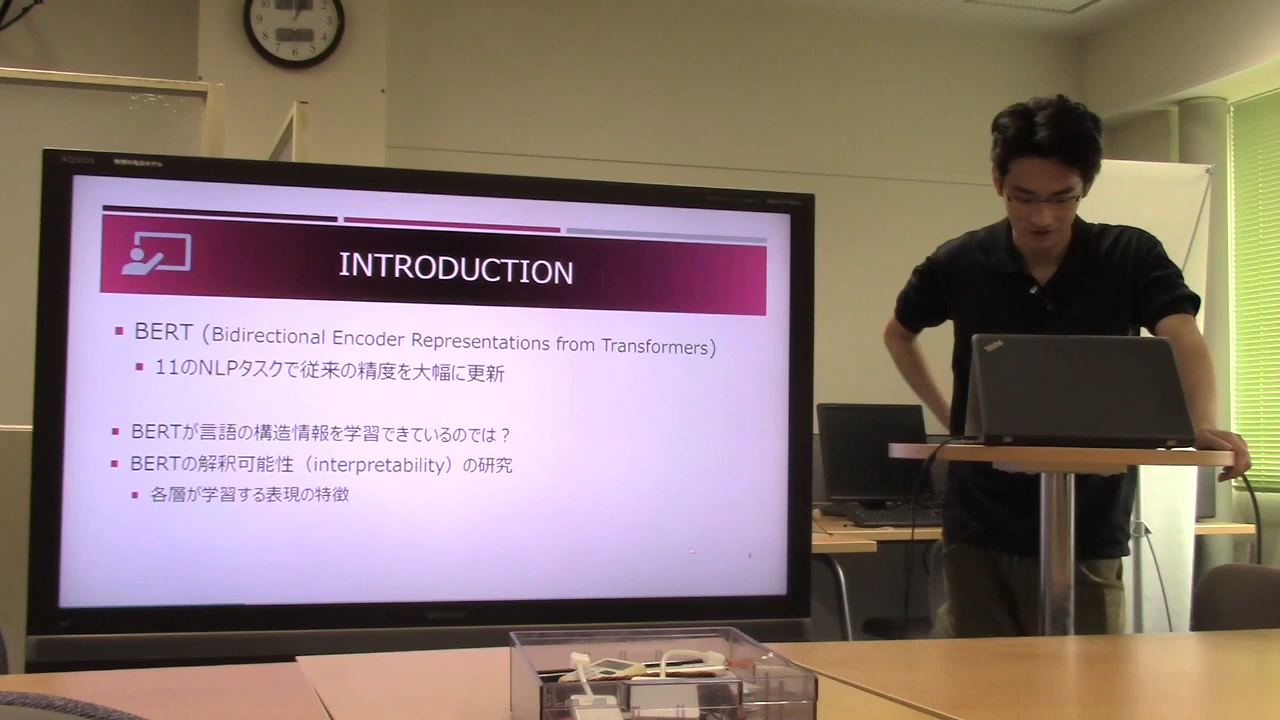 AQUOS
INTRODUCTION
BERT (Bidirectional Encoder Representations from Transformers)
11のNLPタスクで従来の精度を大幅に更新
BERTが言語の構造情報を学習できているのでは？
BERTの解釈可能性（interpretability）の研究
各層が学習する表現の特徴
ThinkPad